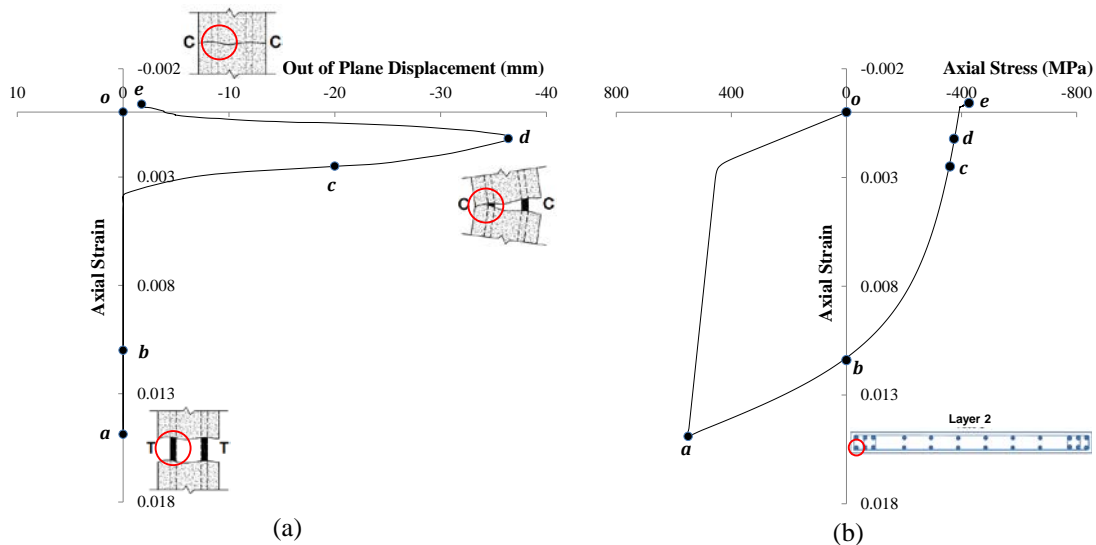 C C
-0.002
Out of Plane Displacement (mm)
10 0 -10 -20 -30 -40
o e
d
c
0.003
C C
Axial Strain
0.008
b
0.013
a
T T
0.018
(a)
-0.002
Axial Stress (MPa)
800 400 0 -400 -800
o e
d
c
0.003
Axial Strain
0.008
b
0.013
a
Layer 2
0.018
(b)